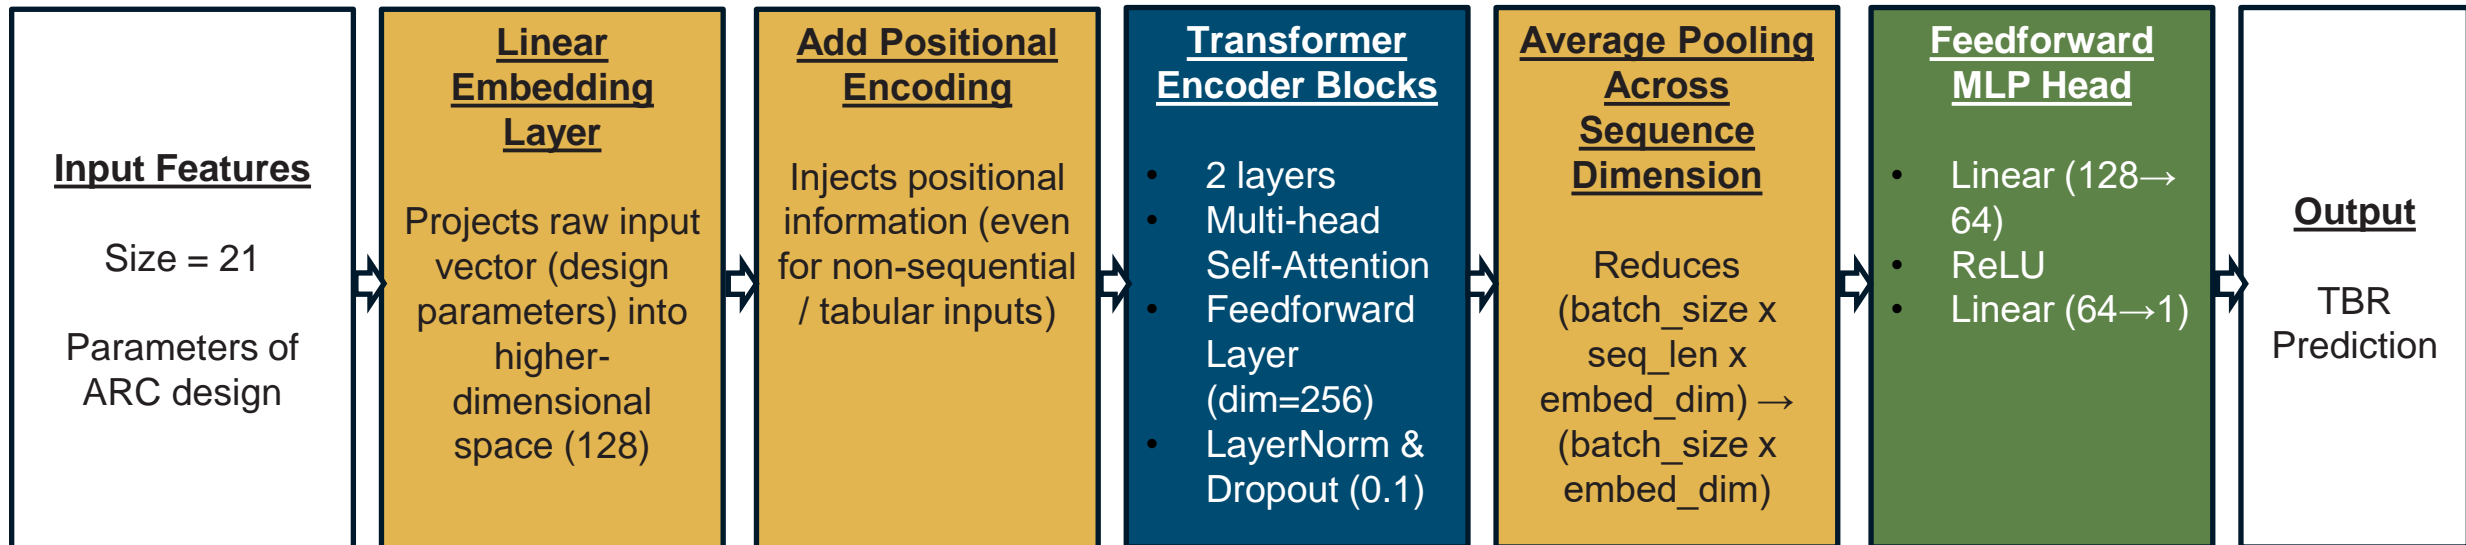 Input Features
Size = 21
Parameters of
ARC design
Linear
Embedding
Layer
Projects raw input
vector (design
parameters) into
higher-
dimensional
space (128)
Add Positional
Encoding
Injects positional
information (even
for non-sequential
/ tabular inputs)
Transformer
Encoder Blocks
• 2 layers
• Multi-head
Self-Attention
• Feedforward
Layer
(dim=256)
• LayerNorm &
Dropout (0.1)
Average Pooling
Across
Sequence
Dimension
Reduces
(batch_size x
seq_len x
embed_dim) →
(batch_size x
embed_dim)
Feedforward
MLP Head
• Linear (128→
64)
• ReLU
• Linear (64→1)
Output
TBR
Prediction